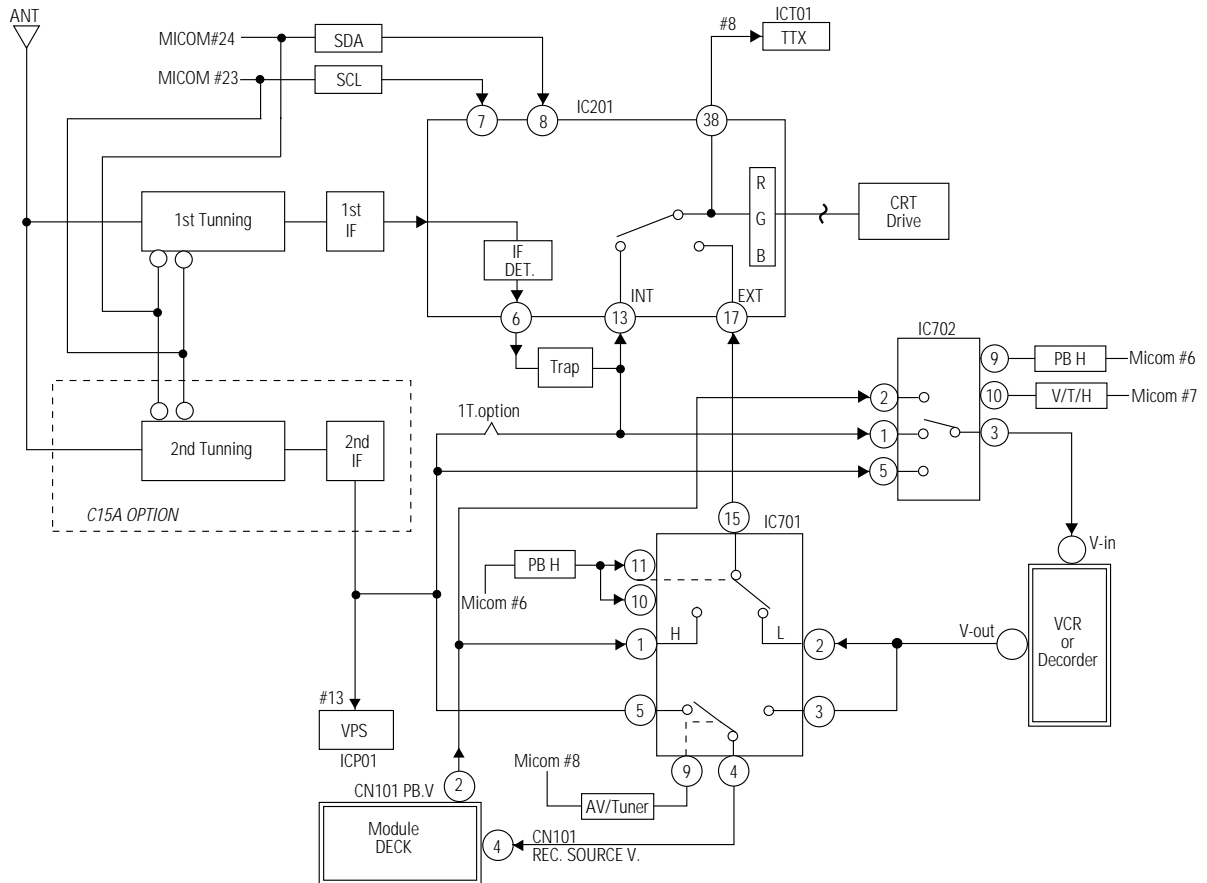 ANT
MICOM#24
SDA
#8
ICT01
TTX
MICOM #23
SCL
IC201
7
8
38
1st Tunning
1st
IF
IF
DET.
R
G
B
CRT
Drive
INT
EXT
6
13
17
Trap
IC702
9
PB H
Micom #6
10
V/T/H
Micom #7
2
1
3
5
1T.option
2nd Tunning
2nd
IF
C15A OPTION
15
IC701
V-in
PB H
11
Micom #6
10
1
H
L
2
V-out
VCR
or
Decorder
#13
VPS
ICP01
5
3
Micom #8
9
4
AV/Tuner
CN101 PB.V
2
Module
DECK
4
CN101
REC. SOURCE V.